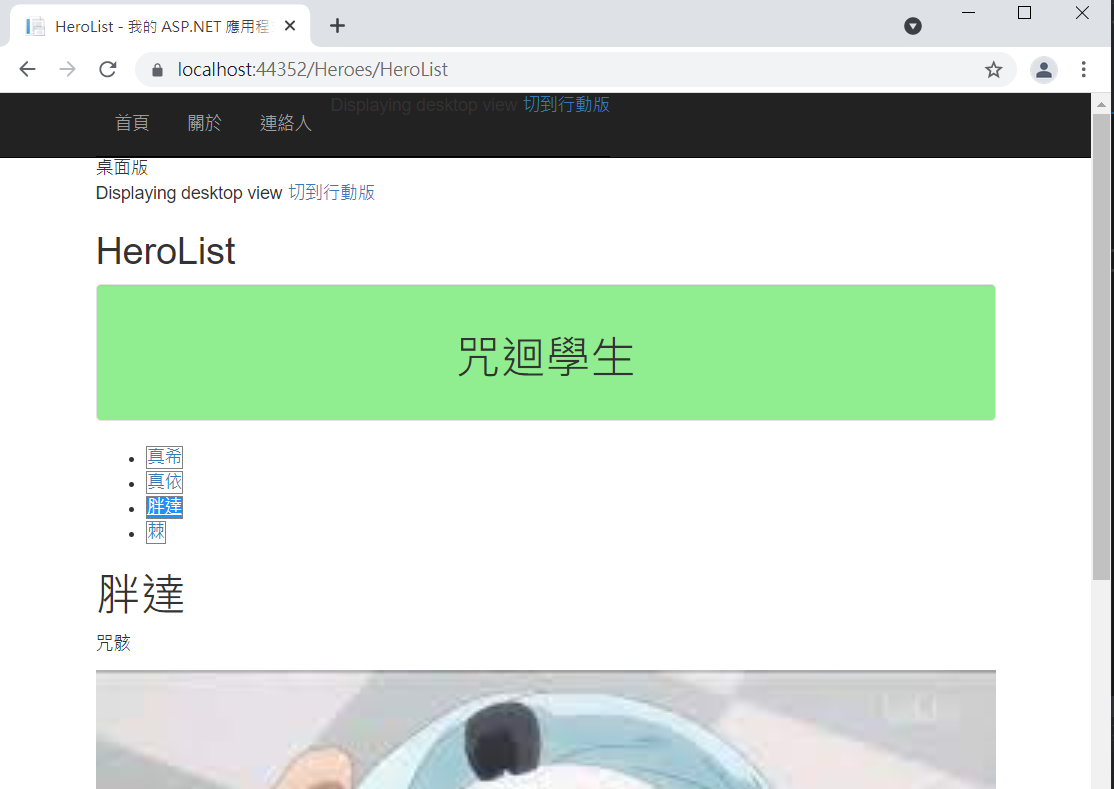 HeroList - 我的 ASP.NET 應用程
localhost:44352/Heroes/HeroList
首頁 關於 連絡人 Displaying desktop view 切到行動版
桌面版
Displaying desktop view 切到行動版
HeroList
咒迴學生
真希
真依
胖達
棘
胖達
咒骸